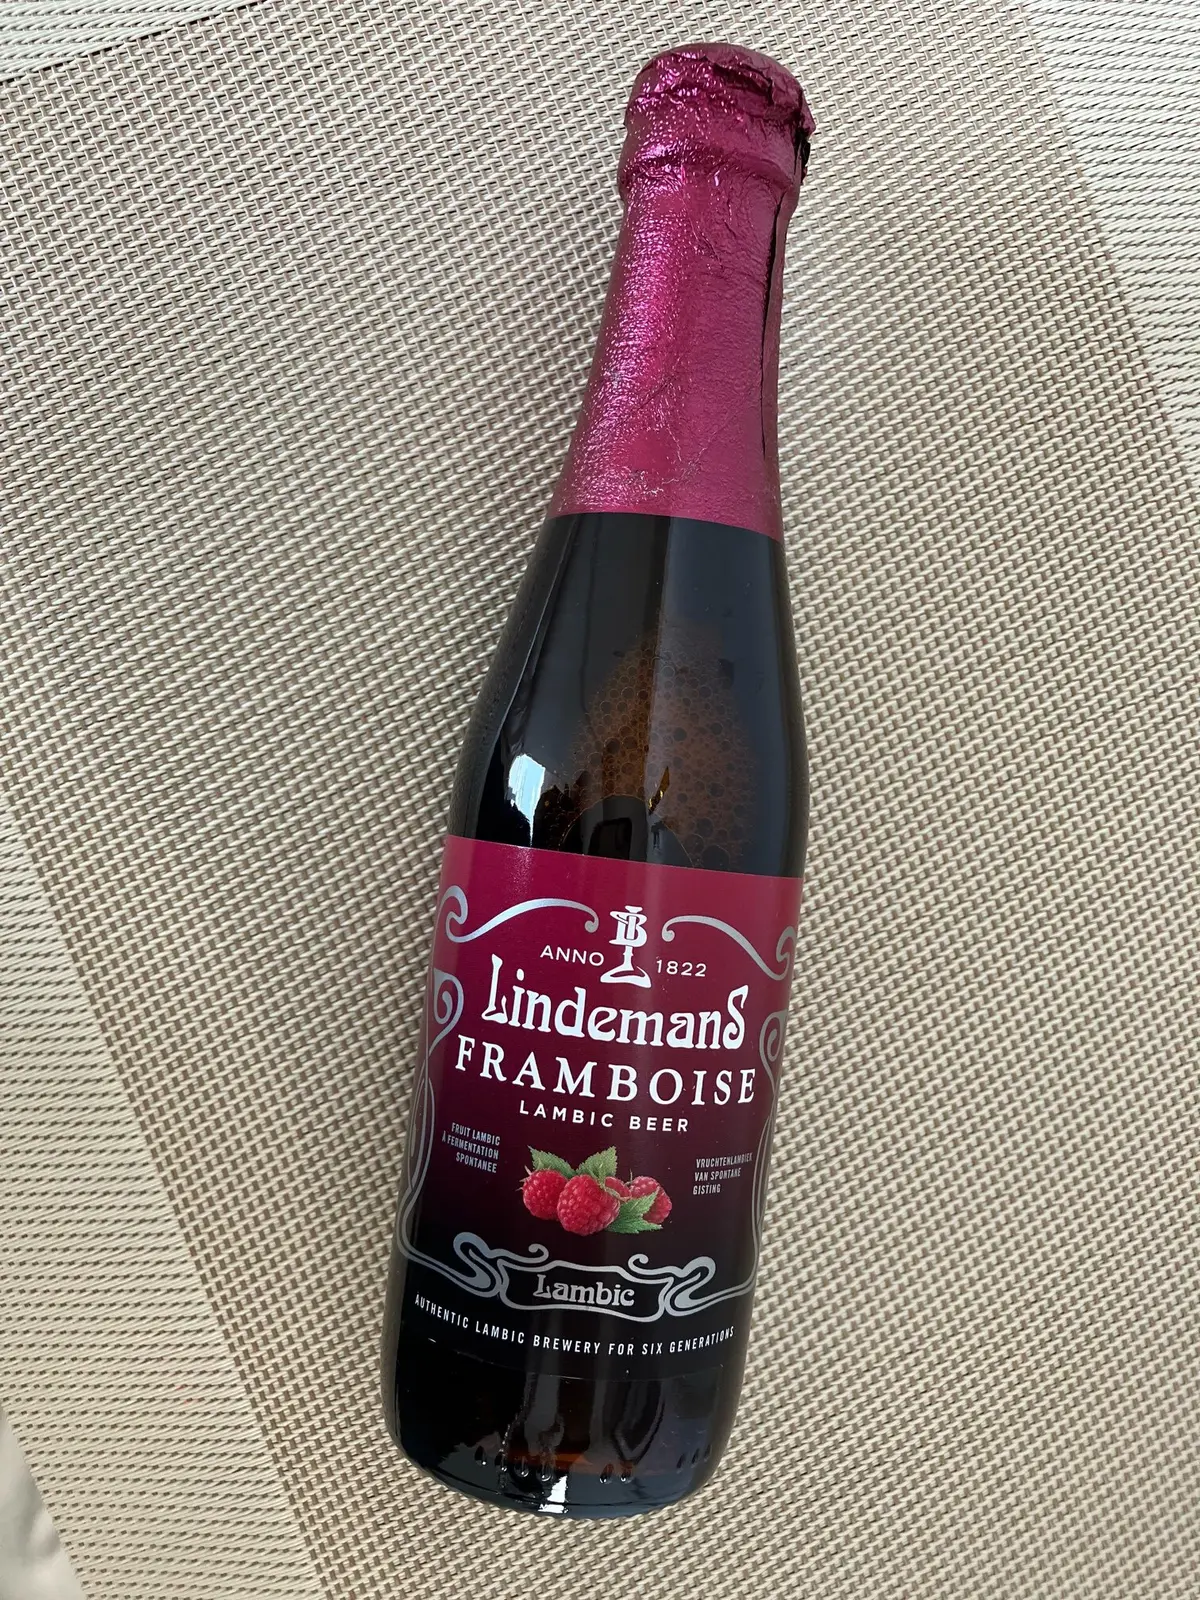 ANNO 1822
Lindemans
FRAMBOISE
LAMBIC BEER
FRUIT LAMBIC
À FERMENTATION
SPONTANEE
VRUCHTENLAMBIEK
VAN SPONTANE
GISTING
Lambic
AUTHENTIC LAMBIC BREWERY FOR SIX GENERATIONS